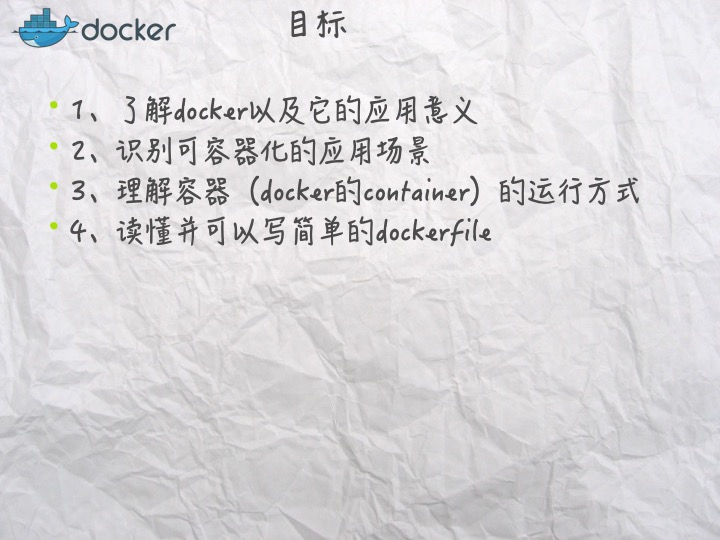 docker
目标
• 1、了解docker以及它的应用意义
• 2、识别可容器化的应用场景
• 3、理解容器（docker的container）的运行方式
• 4、读懂并可以写简单的dockerfile